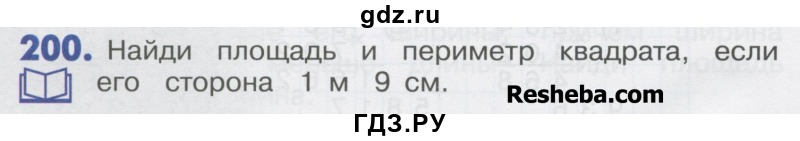 gdz.ru
200. Найди площадь и периметр квадрата, если
его сторона 1 м 9 см.
Resheba.com
ГДЗ.РУ